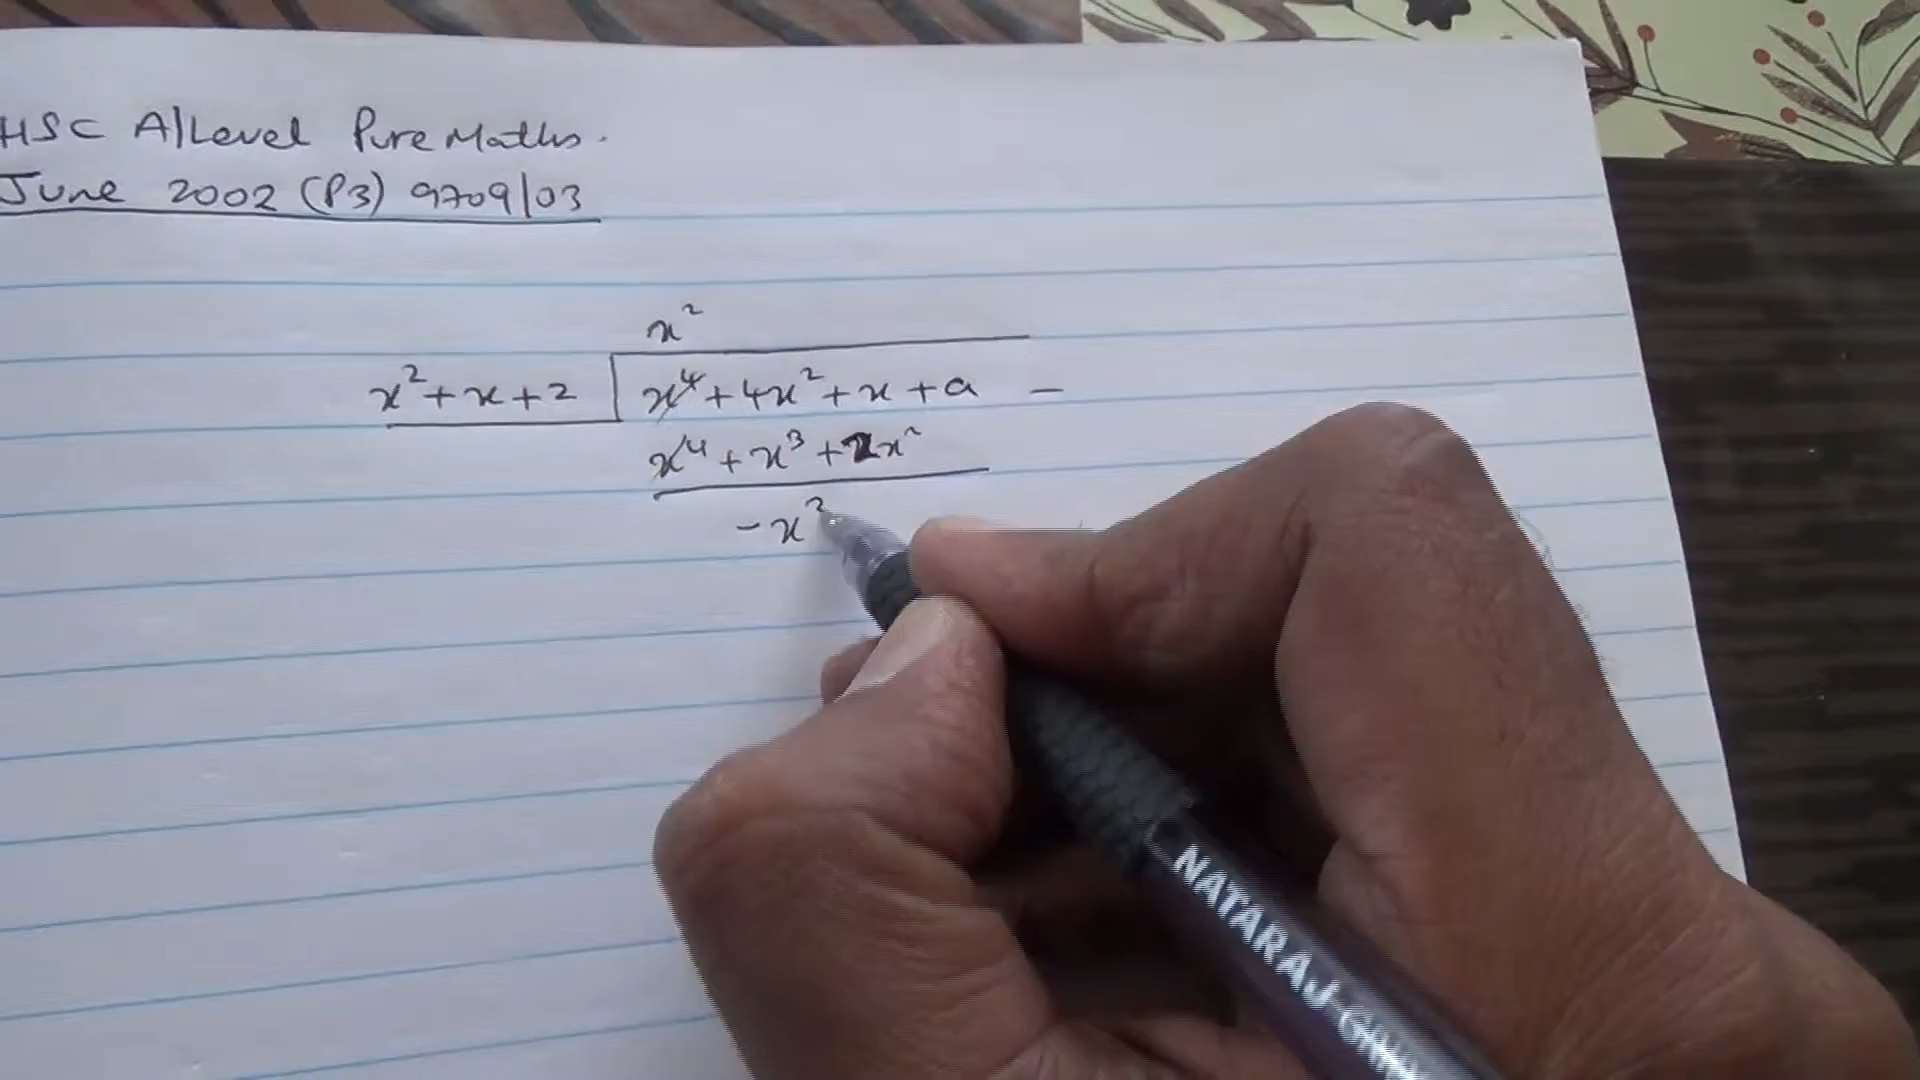 HSC A/Level Pure Maths.
June 2002 (P3) 9709/03
x²
x² + x + 2 x⁴ + 4x² + x + a –
x⁴ + x³ + 2x²
-x³
NATARAJ